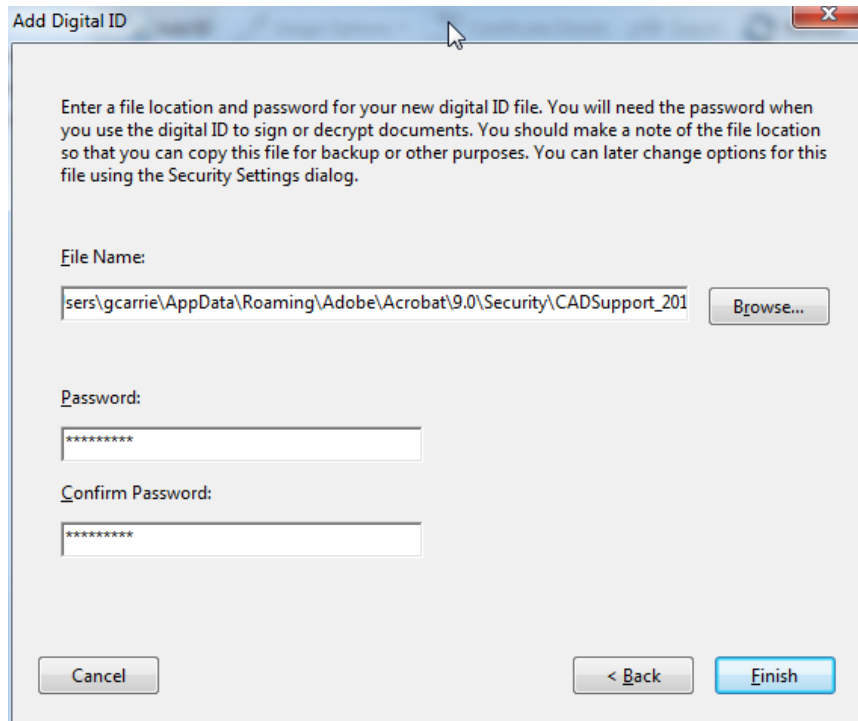 Add Digital ID
Enter a file location and password for your new digital ID file. You will need the password when
you use the digital ID to sign or decrypt documents. You should make a note of the file location
so that you can copy this file for backup or other purposes. You can later change options for this
file using the Security Settings dialog.
File Name:
sers\gcarrie\AppData\Roaming\Adobe\Acrobat\9.0\Security\CADSupport_201
Browse...
Password:
*********
Confirm Password:
*********
Cancel
< Back
Finish